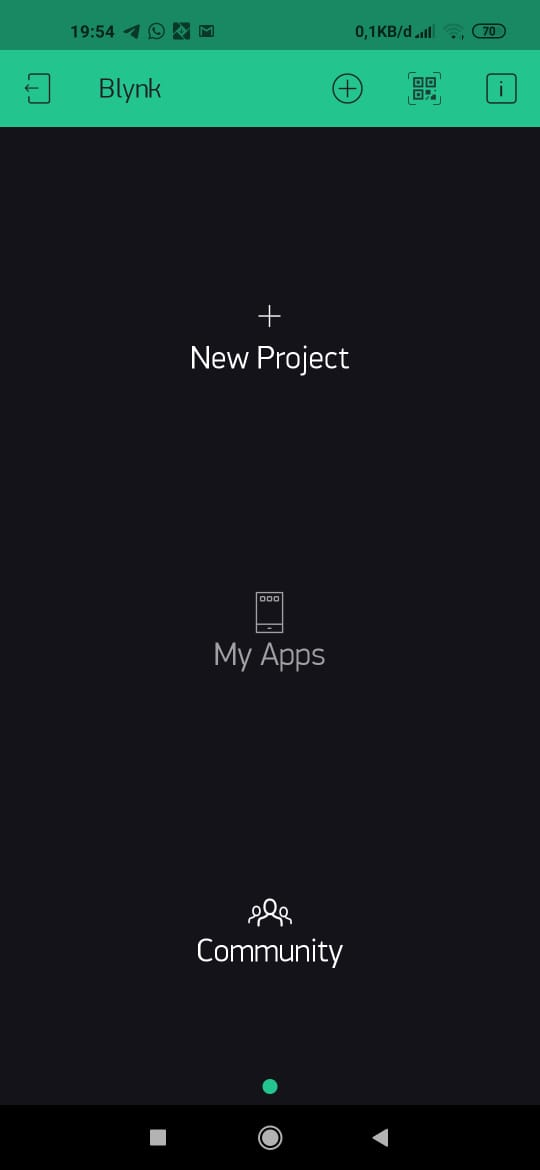 19:54 0,1KB/d 70
Blynk
New Project
My Apps
Community